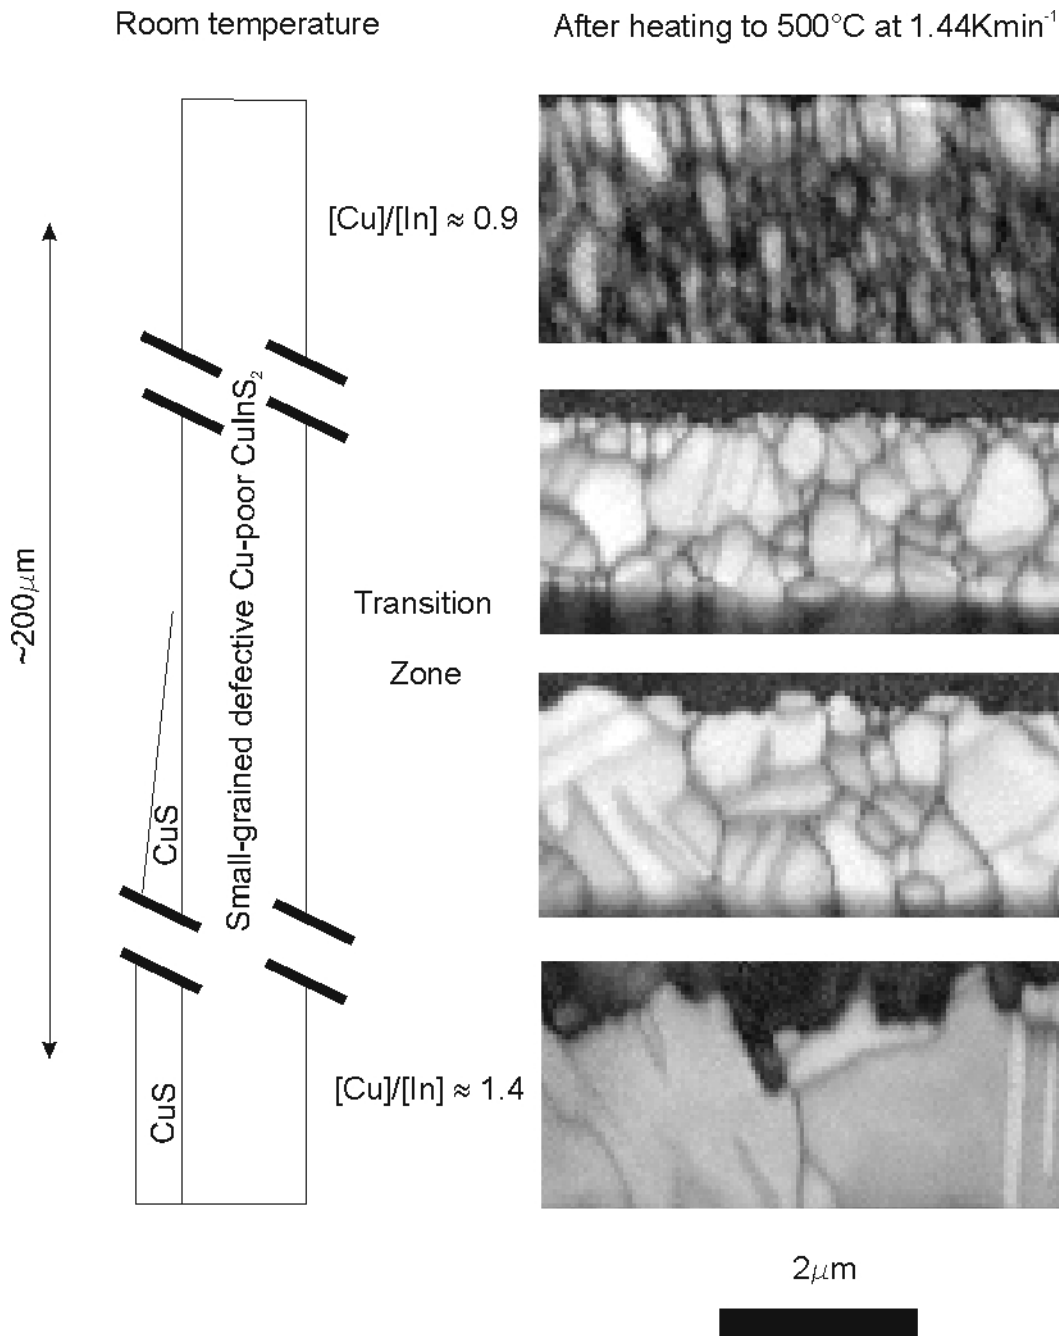 Room temperature
After heating to 500°C at 1.44Kmin⁻¹
[Cu]/[In] ≈ 0.9
Small-grained defective Cu-poor CuInS₂
~200μm
Transition
Zone
CuS
CuS
[Cu]/[In] ≈ 1.4
2μm